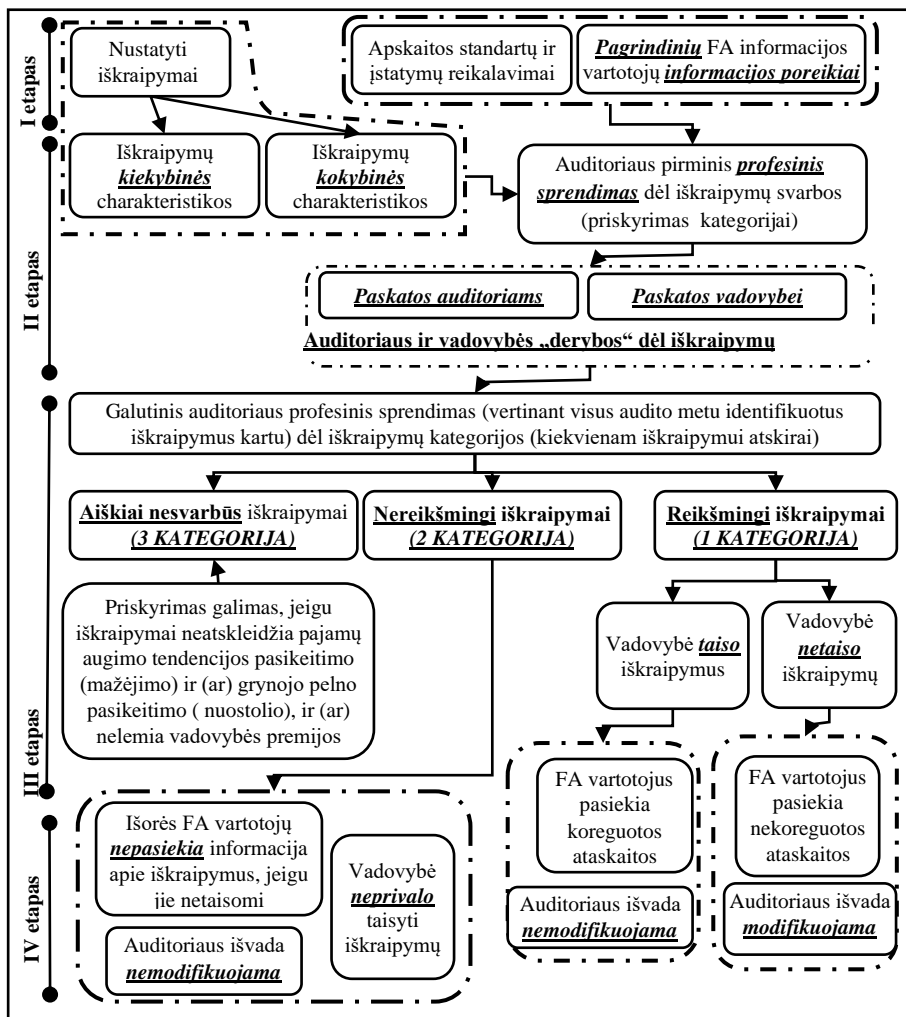 I etapas
Nustatyti
iškraipymai
Apskaitos standartų ir
įstatymų reikalavimai
Pagrindinių FA informacijos
vartotojų informacijos poreikiai
II etapas
Iškraipymų
kiekybinės
charakteristikos
Iškraipymų
kokybinės
charakteristikos
Auditoriaus pirminis profesinis
sprendimas dėl iškraipymų svarbos
(priskyrimas kategorijai)
Paskatos auditoriams
Paskatos vadovybei
Auditoriaus ir vadovybės „derybos“ dėl iškraipymų
III etapas
Galutinis auditoriaus profesinis sprendimas (vertinant visus audito metu identifikuotus
iškraipymus kartu) dėl iškraipymų kategorijos (kiekvienam iškraipymui atskirai)
Aiškiai nesvarbūs iškraipymai
(3 KATEGORIJA)
Nereikšmingi iškraipymai
(2 KATEGORIJA)
Reikšmingi iškraipymai
(1 KATEGORIJA)
Priskyrimas galimas, jeigu
iškraipymai neatskleidžia pajamų
augimo tendencijos pasikeitimo
(mažėjimo) ir (ar) grynojo pelno
pasikeitimo ( nuostolio), ir (ar)
nelemia vadovybės premijos
Vadovybė taiso
iškraipymus
Vadovybė
netaiso
iškraipymų
IV etapas
Išorės FA vartotojų
nepasiekia informacija
apie iškraipymus, jeigu
jie netaisomi
Auditoriaus išvada
nemodifikuojama
Vadovybė
neprivalo
taisyti
iškraipymų
FA vartotojus
pasiekia
koreguotos
ataskaitos
Auditoriaus išvada
nemodifikuojama
FA vartotojus
pasiekia
nekoreguotos
ataskaitos
Auditoriaus išvada
modifikuojama